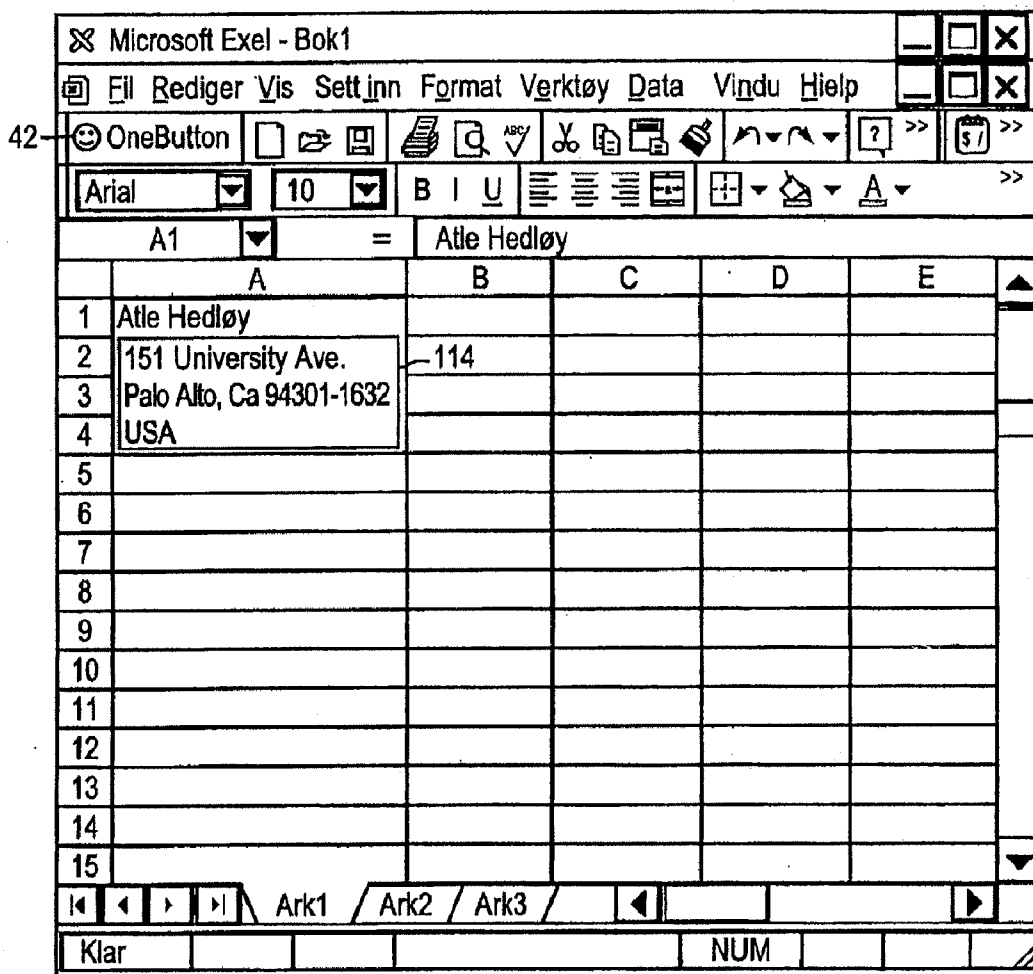 Microsoft Exel - Bok1
Fil Rediger Vis Sett inn Format Verktøy Data Vindu Hielp
42 OneButton ABC ? >> $ / >>
Arial 10 B I U A >>
A1 = Atle Hedløy
A B C D E
1 Atle Hedløy
2 151 University Ave. 114
3 Palo Alto, Ca 94301-1632
4 USA
5
6
7
8
9
10
11
12
13
14
15
Ark1 Ark2 Ark3
Klar NUM